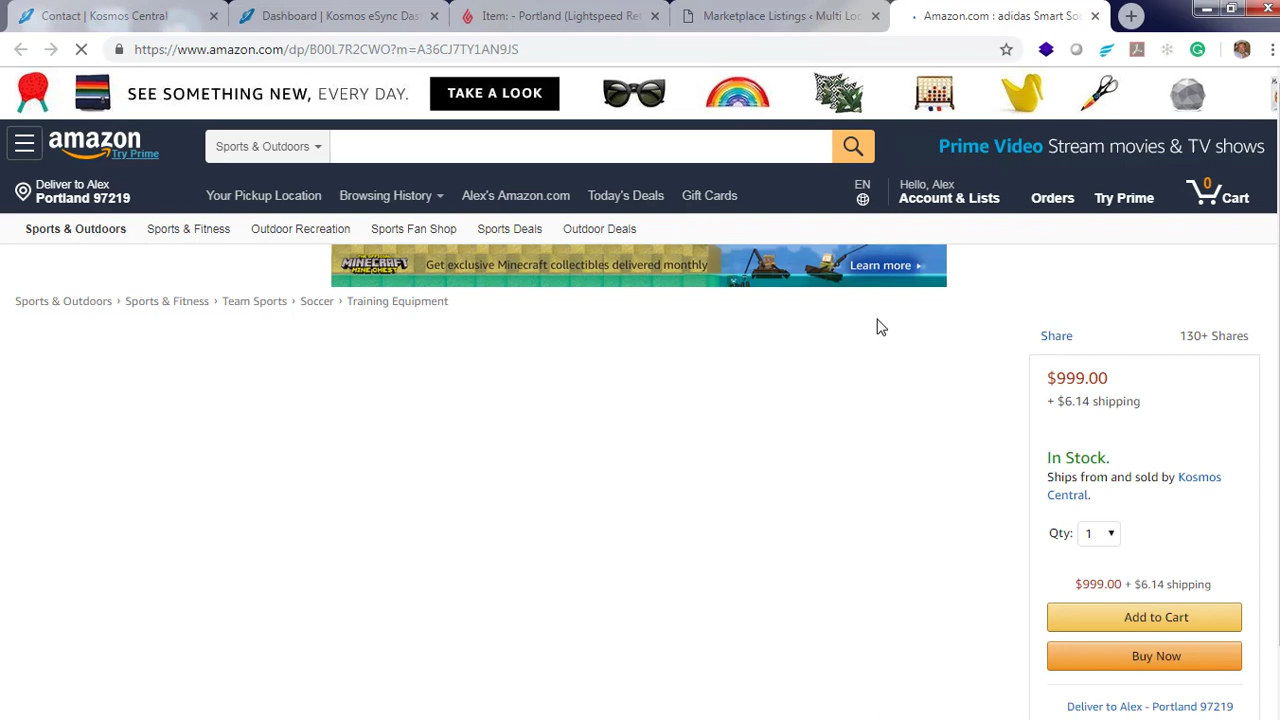 Contact | Kosmos Central
Dashboard | Kosmos eSync Das
Item: - Portland (Lightspeed Re
Marketplace Listings ‹ Multi Loc
Amazon.com : adidas Smart So
https://www.amazon.com/dp/B00L7R2CWO?m=A36CJ7TY1AN9JS
SEE SOMETHING NEW, EVERY DAY.
TAKE A LOOK
amazon
Try Prime
Sports & Outdoors
Prime Video Stream movies & TV shows
Deliver to Alex
Portland 97219
Your Pickup Location
Browsing History
Alex's Amazon.com
Today's Deals
Gift Cards
EN
Hello, Alex
Account & Lists
Orders
Try Prime
0
Cart
Sports & Outdoors
Sports & Fitness
Outdoor Recreation
Sports Fan Shop
Sports Deals
Outdoor Deals
MINECRAFT
MINE CHEST
Get exclusive Minecraft collectibles delivered monthly
Learn more
Sports & Outdoors › Sports & Fitness › Team Sports › Soccer › Training Equipment
Share
130+ Shares
$999.00
+ $6.14 shipping
In Stock.
Ships from and sold by Kosmos
Central.
Qty: 1
$999.00 + $6.14 shipping
Add to Cart
Buy Now
Deliver to Alex - Portland 97219